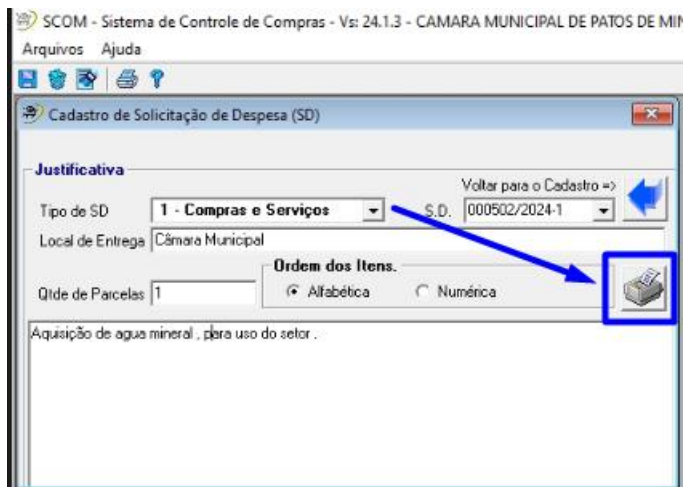 SCOM - Sistema de Controle de Compras - Vs: 24.1.3 - CAMARA MUNICIPAL DE PATOS DE MIN
Arquivos Ajuda
Cadastro de Solicitação de Despesa (SD)
Justificativa
Voltar para o Cadastro =>
Tipo de SD 1 - Compras e Serviços S.D. 000502/2024-1
Local de Entrega Câmara Municipal
Ordem dos Itens.
Qtde de Parcelas 1 Alfabética Numérica
Aquisição de agua mineral , para uso do setor .